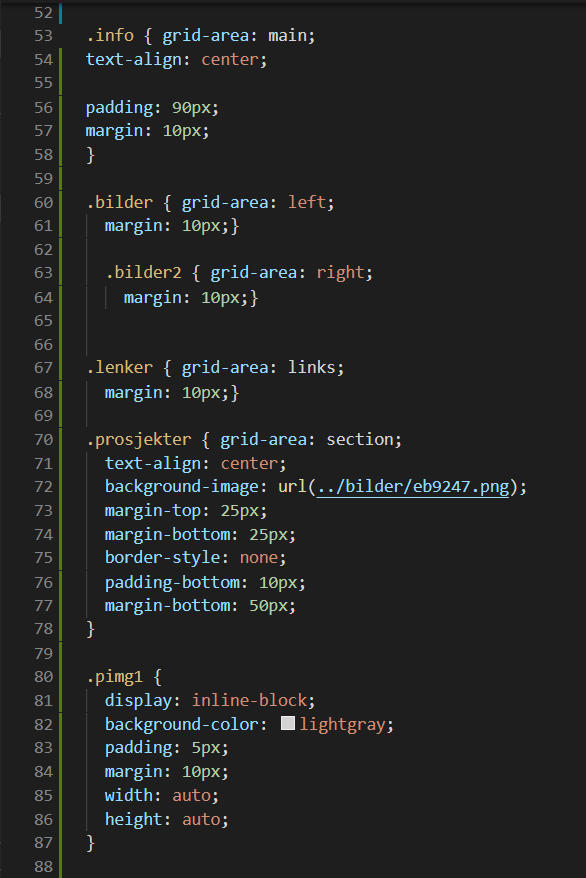 52
53 .info { grid-area: main;
54 text-align: center;
55
56 padding: 90px;
57 margin: 10px;
58 }
59
60 .bilder { grid-area: left;
61 margin: 10px;}
62
63 .bilder2 { grid-area: right;
64 margin: 10px;}
65
66
67 .lenker { grid-area: links;
68 margin: 10px;}
69
70 .prosjekter { grid-area: section;
71 text-align: center;
72 background-image: url(../bilder/eb9247.png);
73 margin-top: 25px;
74 margin-bottom: 25px;
75 border-style: none;
76 padding-bottom: 10px;
77 margin-bottom: 50px;
78 }
79
80 .pimg1 {
81 display: inline-block;
82 background-color: lightgray;
83 padding: 5px;
84 margin: 10px;
85 width: auto;
86 height: auto;
87 }
88